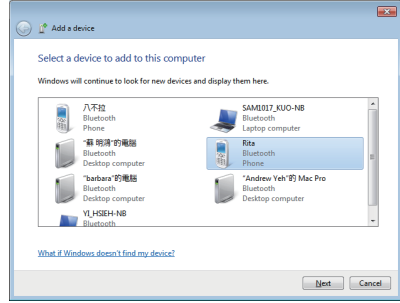 Add a device
Select a device to add to this computer
Windows will continue to look for new devices and display them here.
八不拉
Bluetooth
Phone
SAM1017_KUO-NB
Bluetooth
Laptop computer
"蘇 明鴻"的電腦
Bluetooth
Desktop computer
Rita
Bluetooth
Phone
"barbara"的電腦
Bluetooth
Desktop computer
"Andrew Yeh"的 Mac Pro
Bluetooth
Desktop computer
YI_HSIEH-NB
Bluetooth
What if Windows doesn't find my device?
Next
Cancel